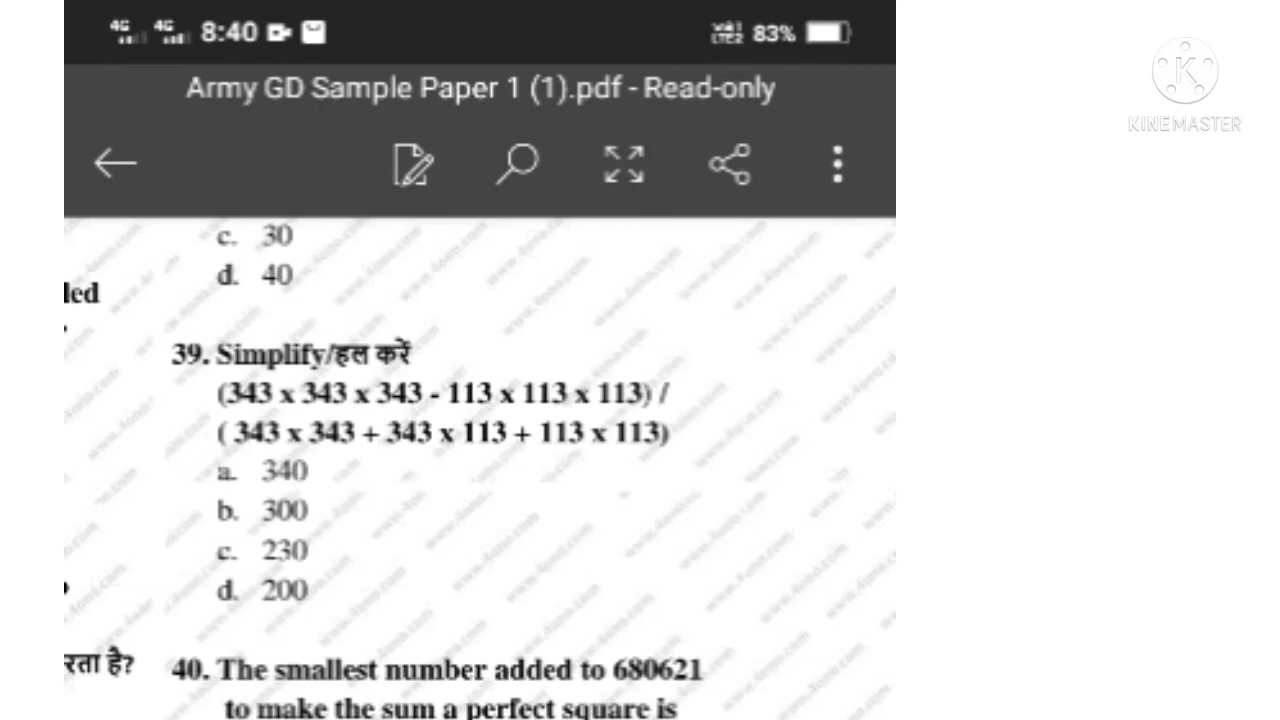 4G 4G 8:40 VoLTE2 83%
Army GD Sample Paper 1 (1).pdf - Read-only
KINEMASTER
c. 30
d. 40
led
39. Simplify/हल करें
(343 x 343 x 343 - 113 x 113 x 113) /
( 343 x 343 + 343 x 113 + 113 x 113)
a. 340
b. 300
c. 230
d. 200
रता है?
40. The smallest number added to 680621
to make the sum a perfect square is